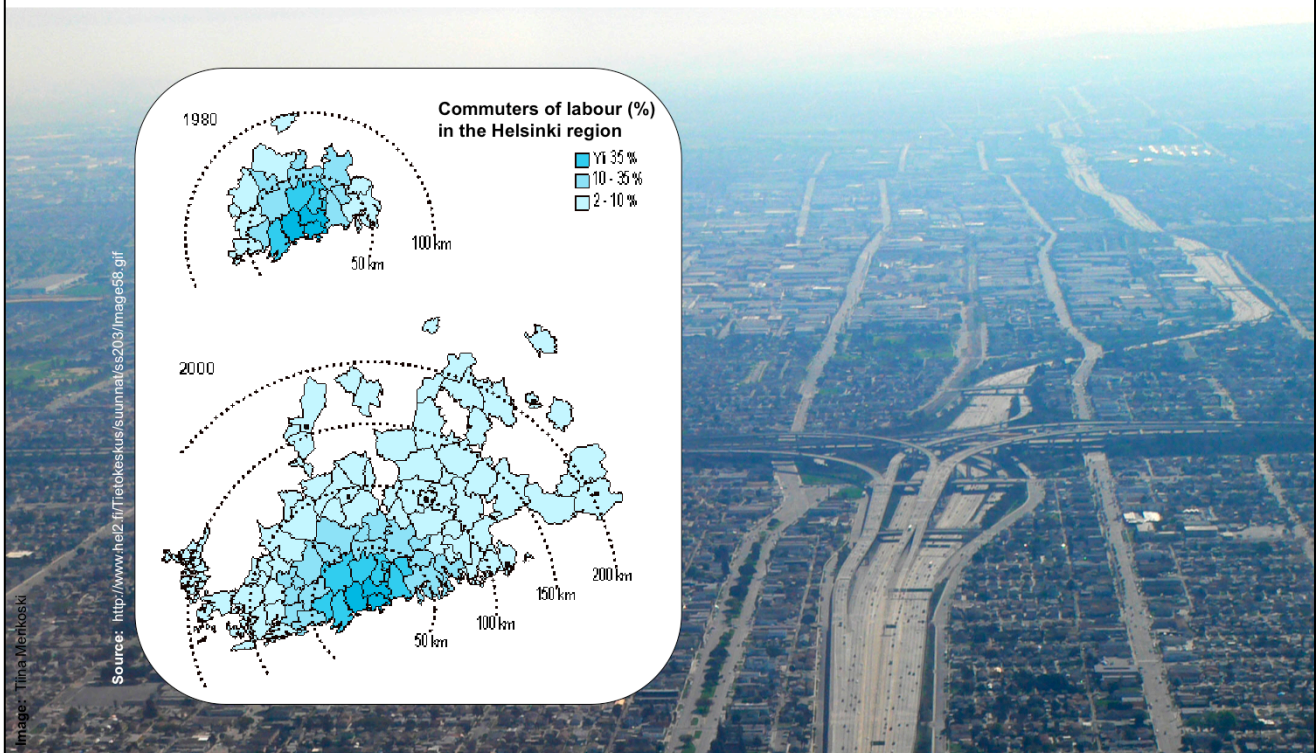 Commuters of labour (%)
in the Helsinki region
Yli 35 %
10 - 35 %
2 - 10 %
1980
100 km
50 km
2000
200 km
150 km
100 km
50 km
Source: http://www.hel2.fi/Tietokeskus/suunnat/ss203/Image58.gif
Image: Tiina Merikoski